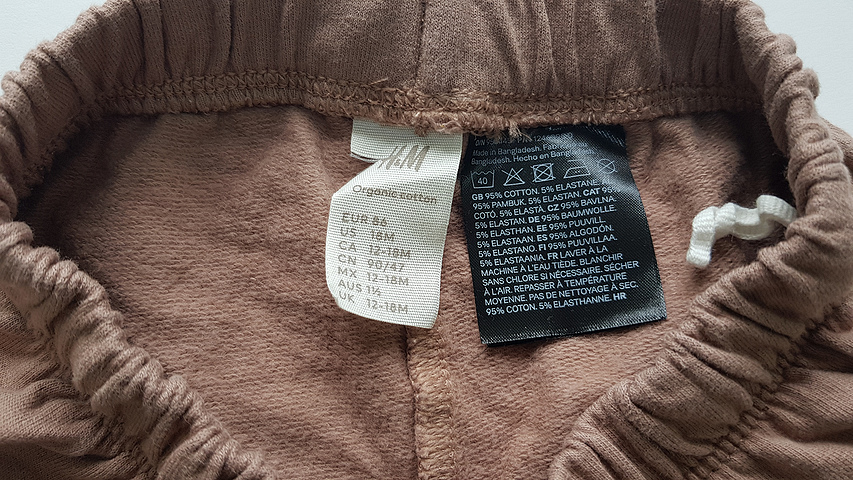 H&M
Organic cotton
EUR 86
US 18M
CA 12-18M
CN 90/47
MX 12-18M
AUS 1½
UK 12-18M
Made in Bangladesh.
Bangladesh. Hecho en Bangladesh.
40
GB 95% COTTON. 5% ELASTANE.
95% PAMBUK. 5% ELASTAN. CAT 95%
COTÓ. 5% ELASTÀ. CZ 95% BAVLNA.
5% ELASTHAN. DE 95% BAUMWOLLE.
5% ELASTHAN. EE 95% PUUVILL.
5% ELASTAAN. ES 95% ALGODÓN.
5% ELASTANO. FI 95% PUUVILLAA.
5% ELASTAANIA. FR LAVER À LA
MACHINE À L'EAU TIÈDE. BLANCHIR
SANS CHLORE SI NÉCESSAIRE. SÉCHER
À L'AIR. REPASSER À TEMPÉRATURE
MOYENNE. PAS DE NETTOYAGE À SEC.
95% COTON. 5% ÉLASTHANNE. HR